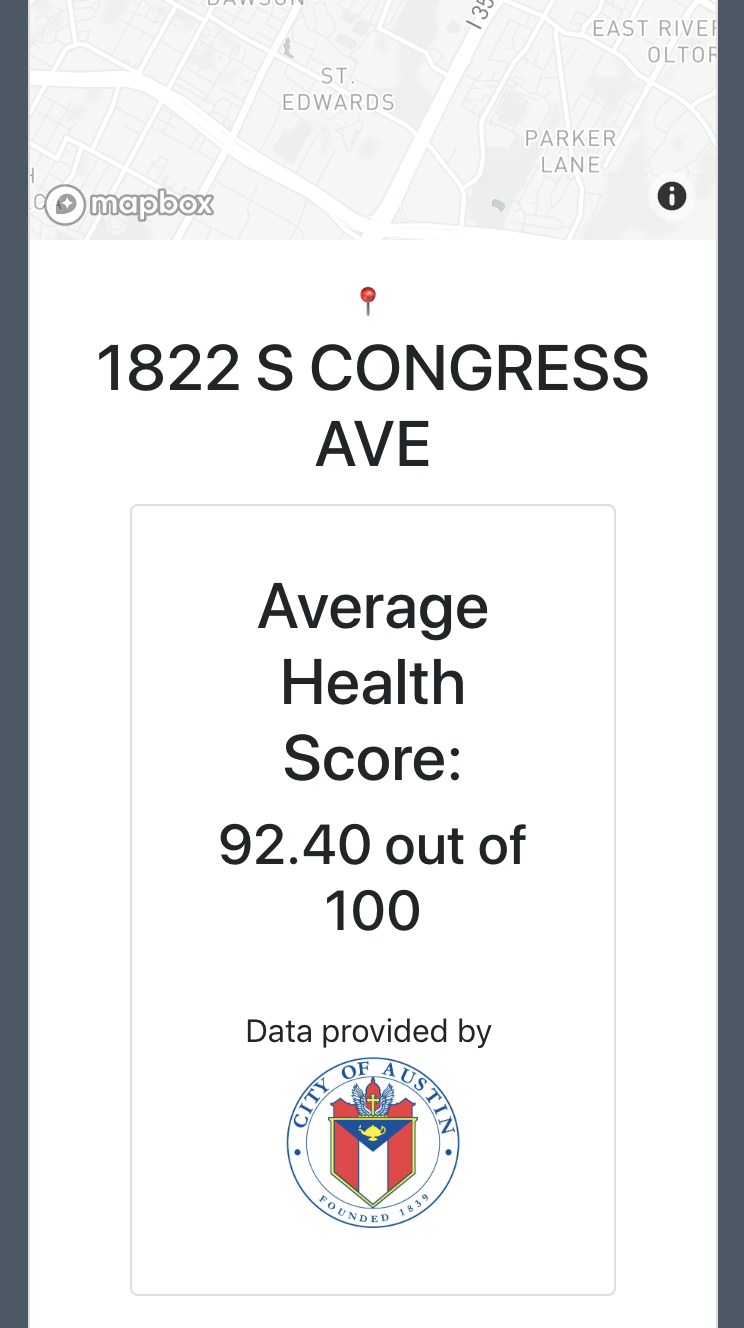 DAWSON
I 35
EAST RIVER
OLTOR
ST.
EDWARDS
PARKER
LANE
mapbox
1822 S CONGRESS
AVE
Average
Health
Score:
92.40 out of
100
Data provided by
CITY OF AUSTIN
FOUNDED 1839